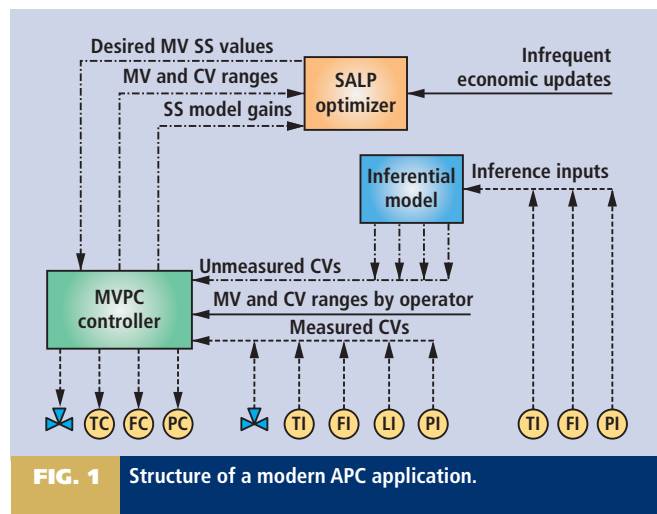 Desired MV SS values
MV and CV ranges
SS model gains
SALP
optimizer
Infrequent
economic updates
Inferential
model
Inference inputs
Unmeasured CVs
MV and CV ranges by operator
Measured CVs
MVPC
controller
TC FC PC TI FI LI PI TI FI PI
FIG. 1 Structure of a modern APC application.